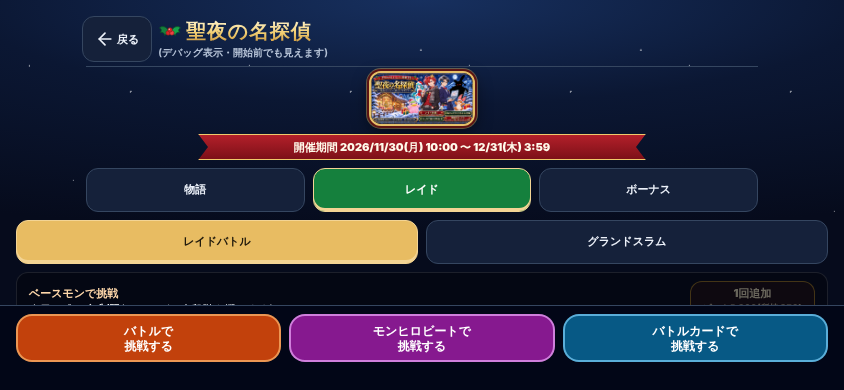 戻る
聖夜の名探偵
(デバッグ表示・開始前でも見えます)
聖夜の名探偵
開催期間 2026/11/30(月) 10:00 〜 12/31(木) 3:59
物語
レイド
ボーナス
レイドバトル
グランドスラム
ベースモンで挑戦
1回追加
バトルで
挑戦する
モンヒロビートで
挑戦する
バトルカードで
挑戦する